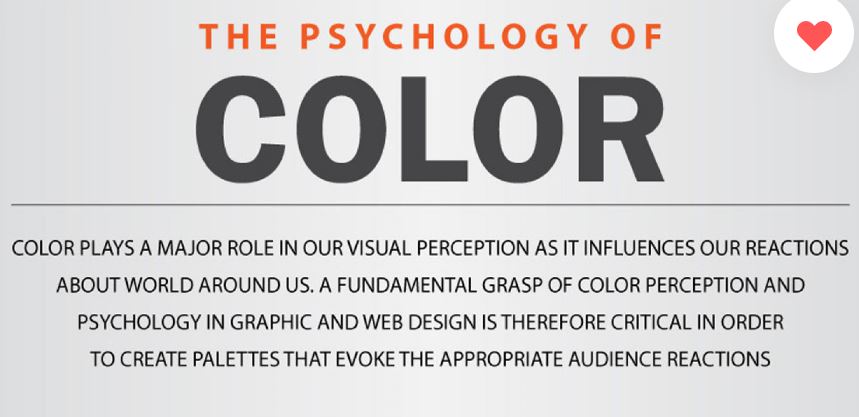 THE PSYCHOLOGY OF
COLOR
COLOR PLAYS A MAJOR ROLE IN OUR VISUAL PERCEPTION AS IT INFLUENCES OUR REACTIONS
ABOUT WORLD AROUND US. A FUNDAMENTAL GRASP OF COLOR PERCEPTION AND
PSYCHOLOGY IN GRAPHIC AND WEB DESIGN IS THEREFORE CRITICAL IN ORDER
TO CREATE PALETTES THAT EVOKE THE APPROPRIATE AUDIENCE REACTIONS